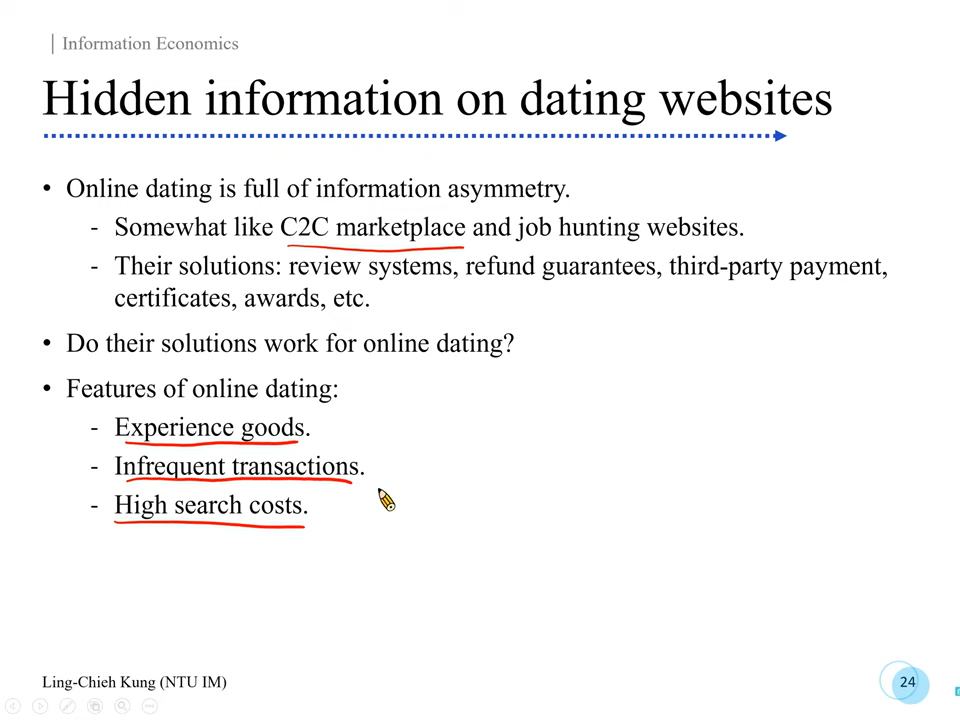 Information Economics
Hidden information on dating websites
• Online dating is full of information asymmetry.
- Somewhat like C2C marketplace and job hunting websites.
- Their solutions: review systems, refund guarantees, third-party payment,
certificates, awards, etc.
• Do their solutions work for online dating?
• Features of online dating:
- Experience goods.
- Infrequent transactions.
- High search costs.
Ling-Chieh Kung (NTU IM)
24